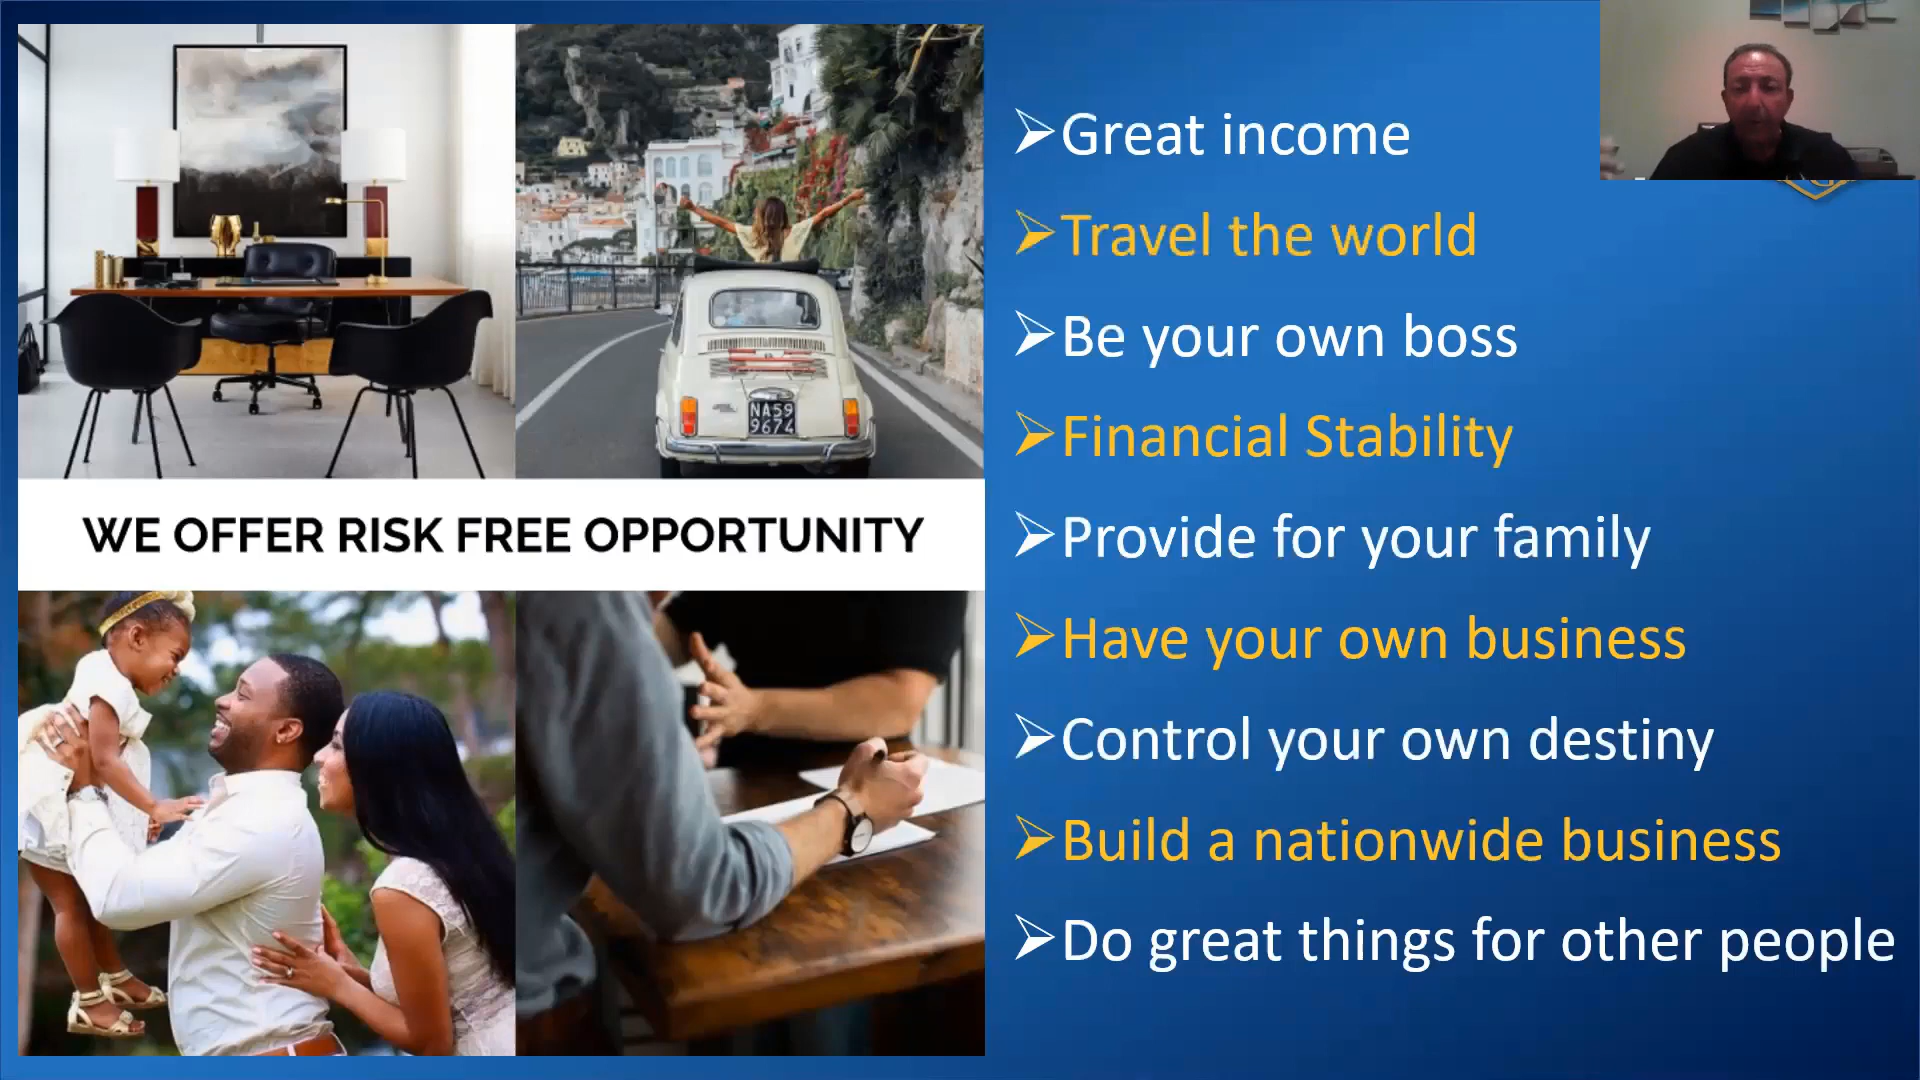 NA59
9674
WE OFFER RISK FREE OPPORTUNITY
Great income
Travel the world
Be your own boss
Financial Stability
Provide for your family
Have your own business
Control your own destiny
Build a nationwide business
Do great things for other people